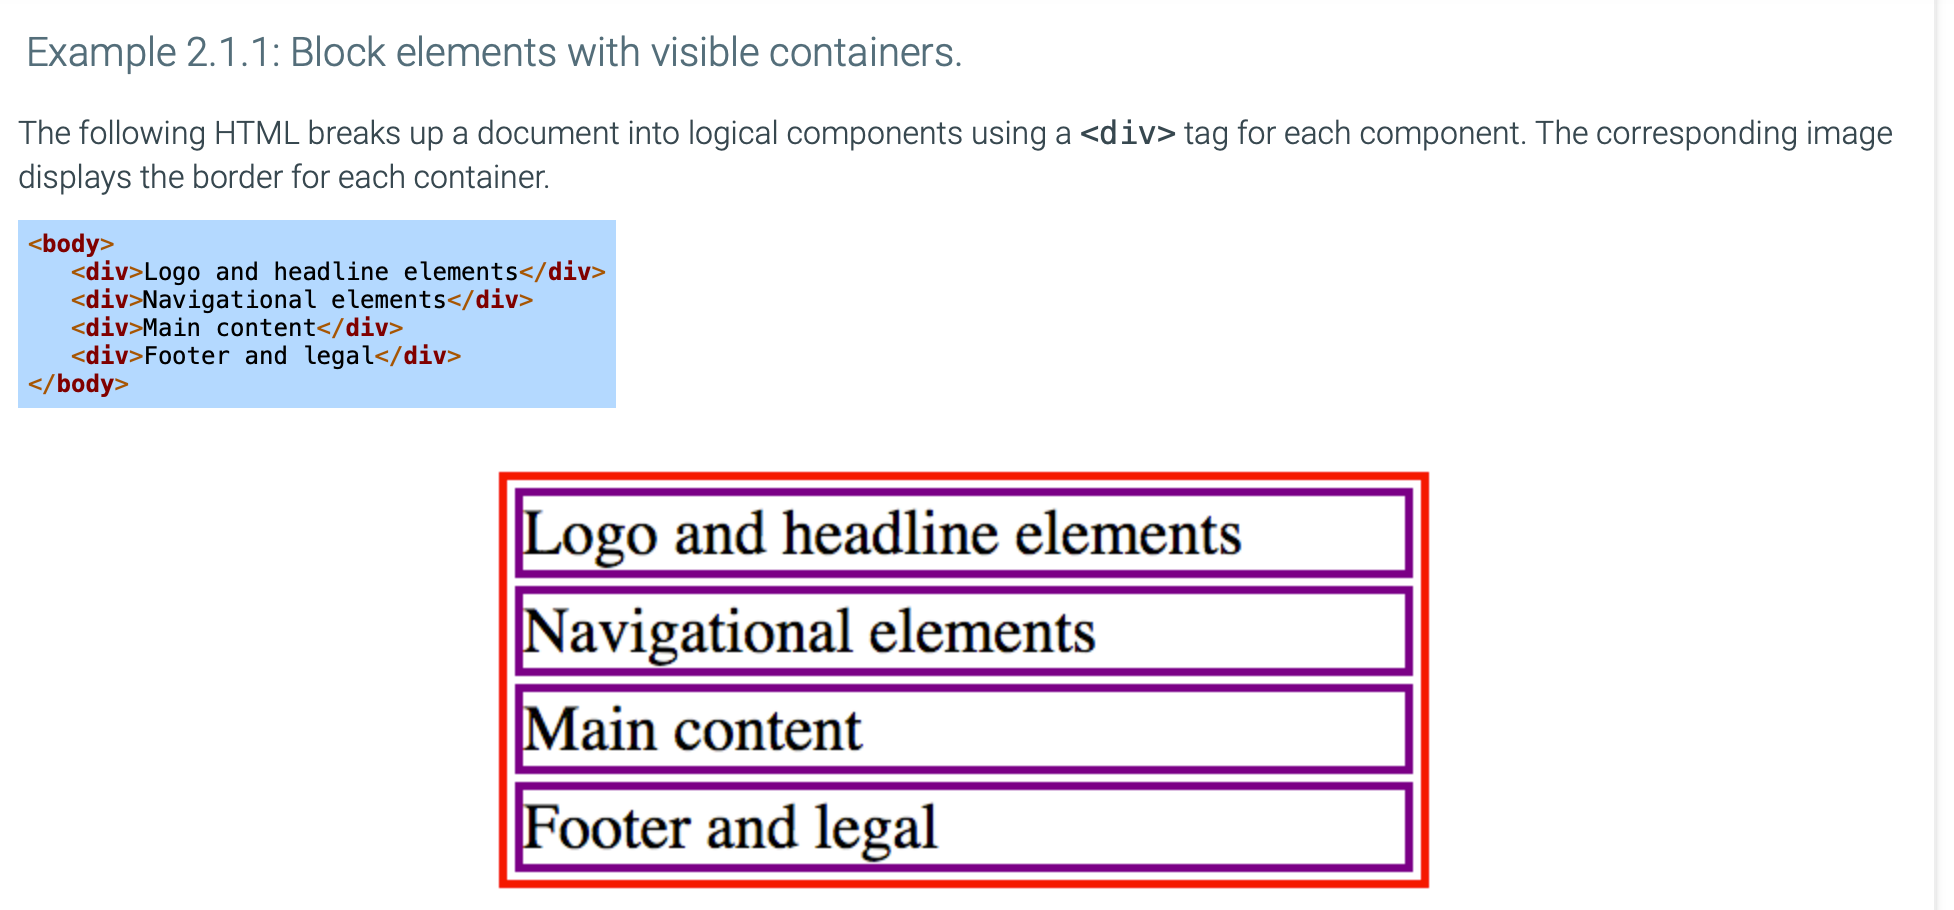 Example 2.1.1: Block elements with visible containers.
The following HTML breaks up a document into logical components using a <div> tag for each component. The corresponding image
displays the border for each container.
<body>
   <div>Logo and headline elements</div>
   <div>Navigational elements</div>
   <div>Main content</div>
   <div>Footer and legal</div>
</body>
Logo and headline elements
Navigational elements
Main content
Footer and legal